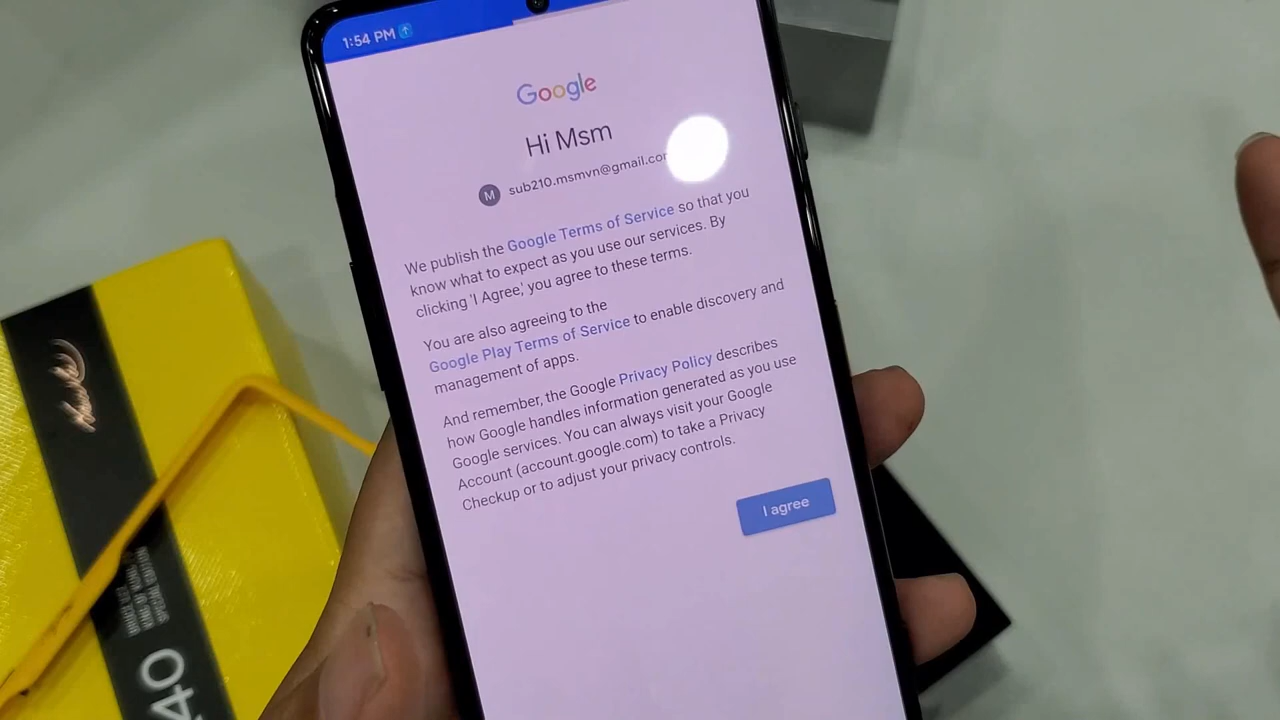 1:54 PM
Google
Hi Msm
M
sub210.msmvn@gmail.com
We publish the Google Terms of Service so that you
know what to expect as you use our services. By
clicking 'I Agree,' you agree to these terms.
You are also agreeing to the
Google Play Terms of Service to enable discovery and
management of apps.
And remember, the Google Privacy Policy describes
how Google handles information generated as you use
Google services. You can always visit your Google
Account (account.google.com) to take a Privacy
Checkup or to adjust your privacy controls.
I agree
40